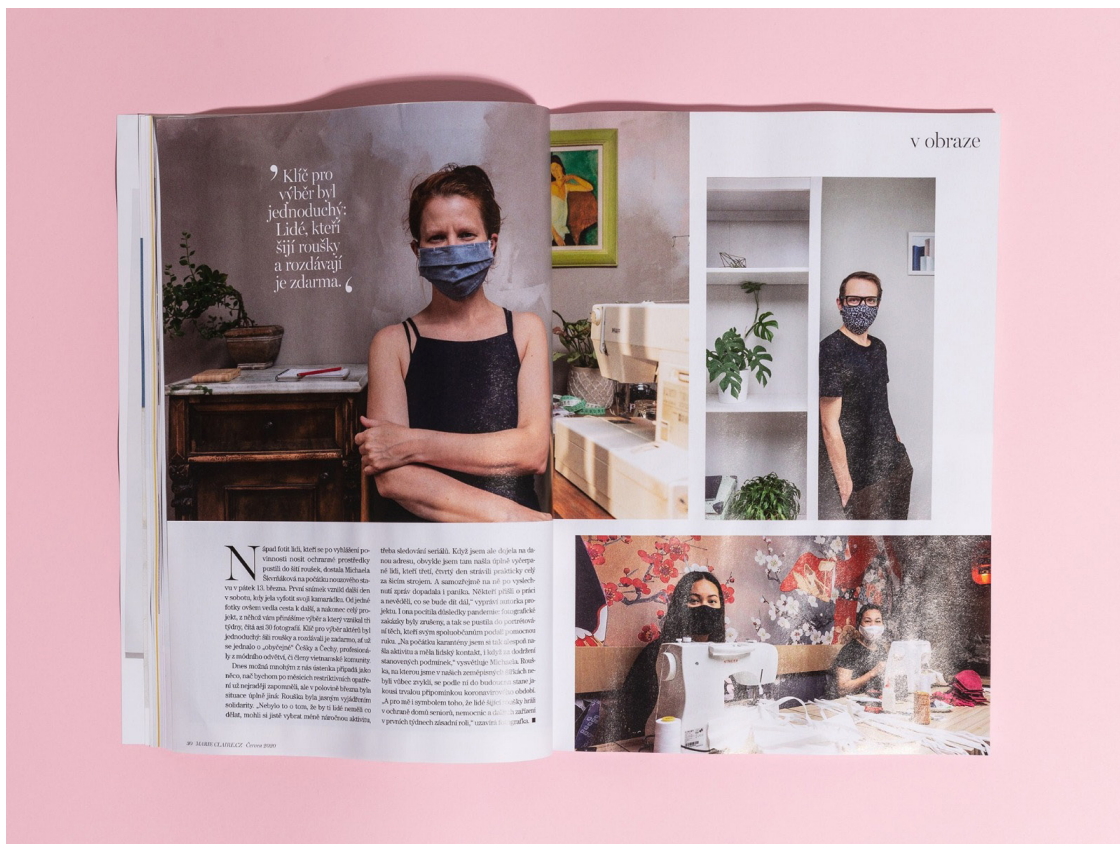 ’ Klíč pro
výběr byl
jednoduchý:
Lidé, kteří
šijí roušky
a rozdávají
je zdarma. ‘
v obraze
Nápad fotit lidi, kteří se po vyhlášení po-
vinnosti nosit ochranné prostředky
pustili do šití roušek, dostala Michaela
Škvrňáková na počátku nouzového sta-
vu v pátek 13. března. První snímek vznikl další den
v sobotu, kdy jela vyfotit svoji kamarádku. Od jedné
fotky ovšem vedla cesta k další, a nakonec celý pro-
jekt, z něhož vám přinášíme výběr a který vznikal tři
týdny, čítá asi 30 fotografií. Klíč pro výběr aktérů byl
jednoduchý: šili roušky a rozdávali je zadarmo, ať už
se jednalo o „obyčejné“ Češky a Čechy, profesioná-
ly z módního odvětví, či členy vietnamské komunity.
Dnes možná mnohým z nás ústenka připadá jako
něco, nač bychom po měsících restriktivních opatře-
ní už nejraději zapomněli, ale v polovině března byla
situace úplně jiná: Rouška byla jasným vyjádřením
solidarity. „Nebylo to o tom, že by ti lidé neměli co
dělat, mohli si jistě vybrat méně náročnou aktivitu,
třeba sledování seriálů. Když jsem ale dojela na da-
nou adresu, obvykle jsem tam našla úplně vyčerpa-
né lidi, kteří třetí, čtvrtý den strávili prakticky celý
za šicím strojem. A samozřejmě na ně po vyslech-
nutí zpráv dopadala i panika. Někteří přišli o práci
a nevěděli, co se bude dít dál,“ vypráví autorka pro-
jektu. I ona pocítila důsledky pandemie: fotografické
zakázky byly zrušeny, a tak se pustila do portrétová-
ní těch, kteří svým spoluobčanům podali pomocnou
ruku. „Na počátku karantény jsem si tak alespoň na-
šla aktivitu a měla lidský kontakt, i když za dodržení
stanovených podmínek,“ vysvětluje Michaela. Rouš-
ka, na kterou jsme v našich zeměpisných šířkách ne-
byli vůbec zvyklí, se podle ní do budoucna stane ja-
kousi trvalou připomínkou koronavirového období.
„A pro mě i symbolem toho, že lidé šijící roušky hráli
v ochraně domů seniorů, nemocnic a dalších zařízení
v prvních týdnech zásadní roli,“ uzavírá fotografka. ■
20 MARIE CLAIRE.CZ Červen 2020